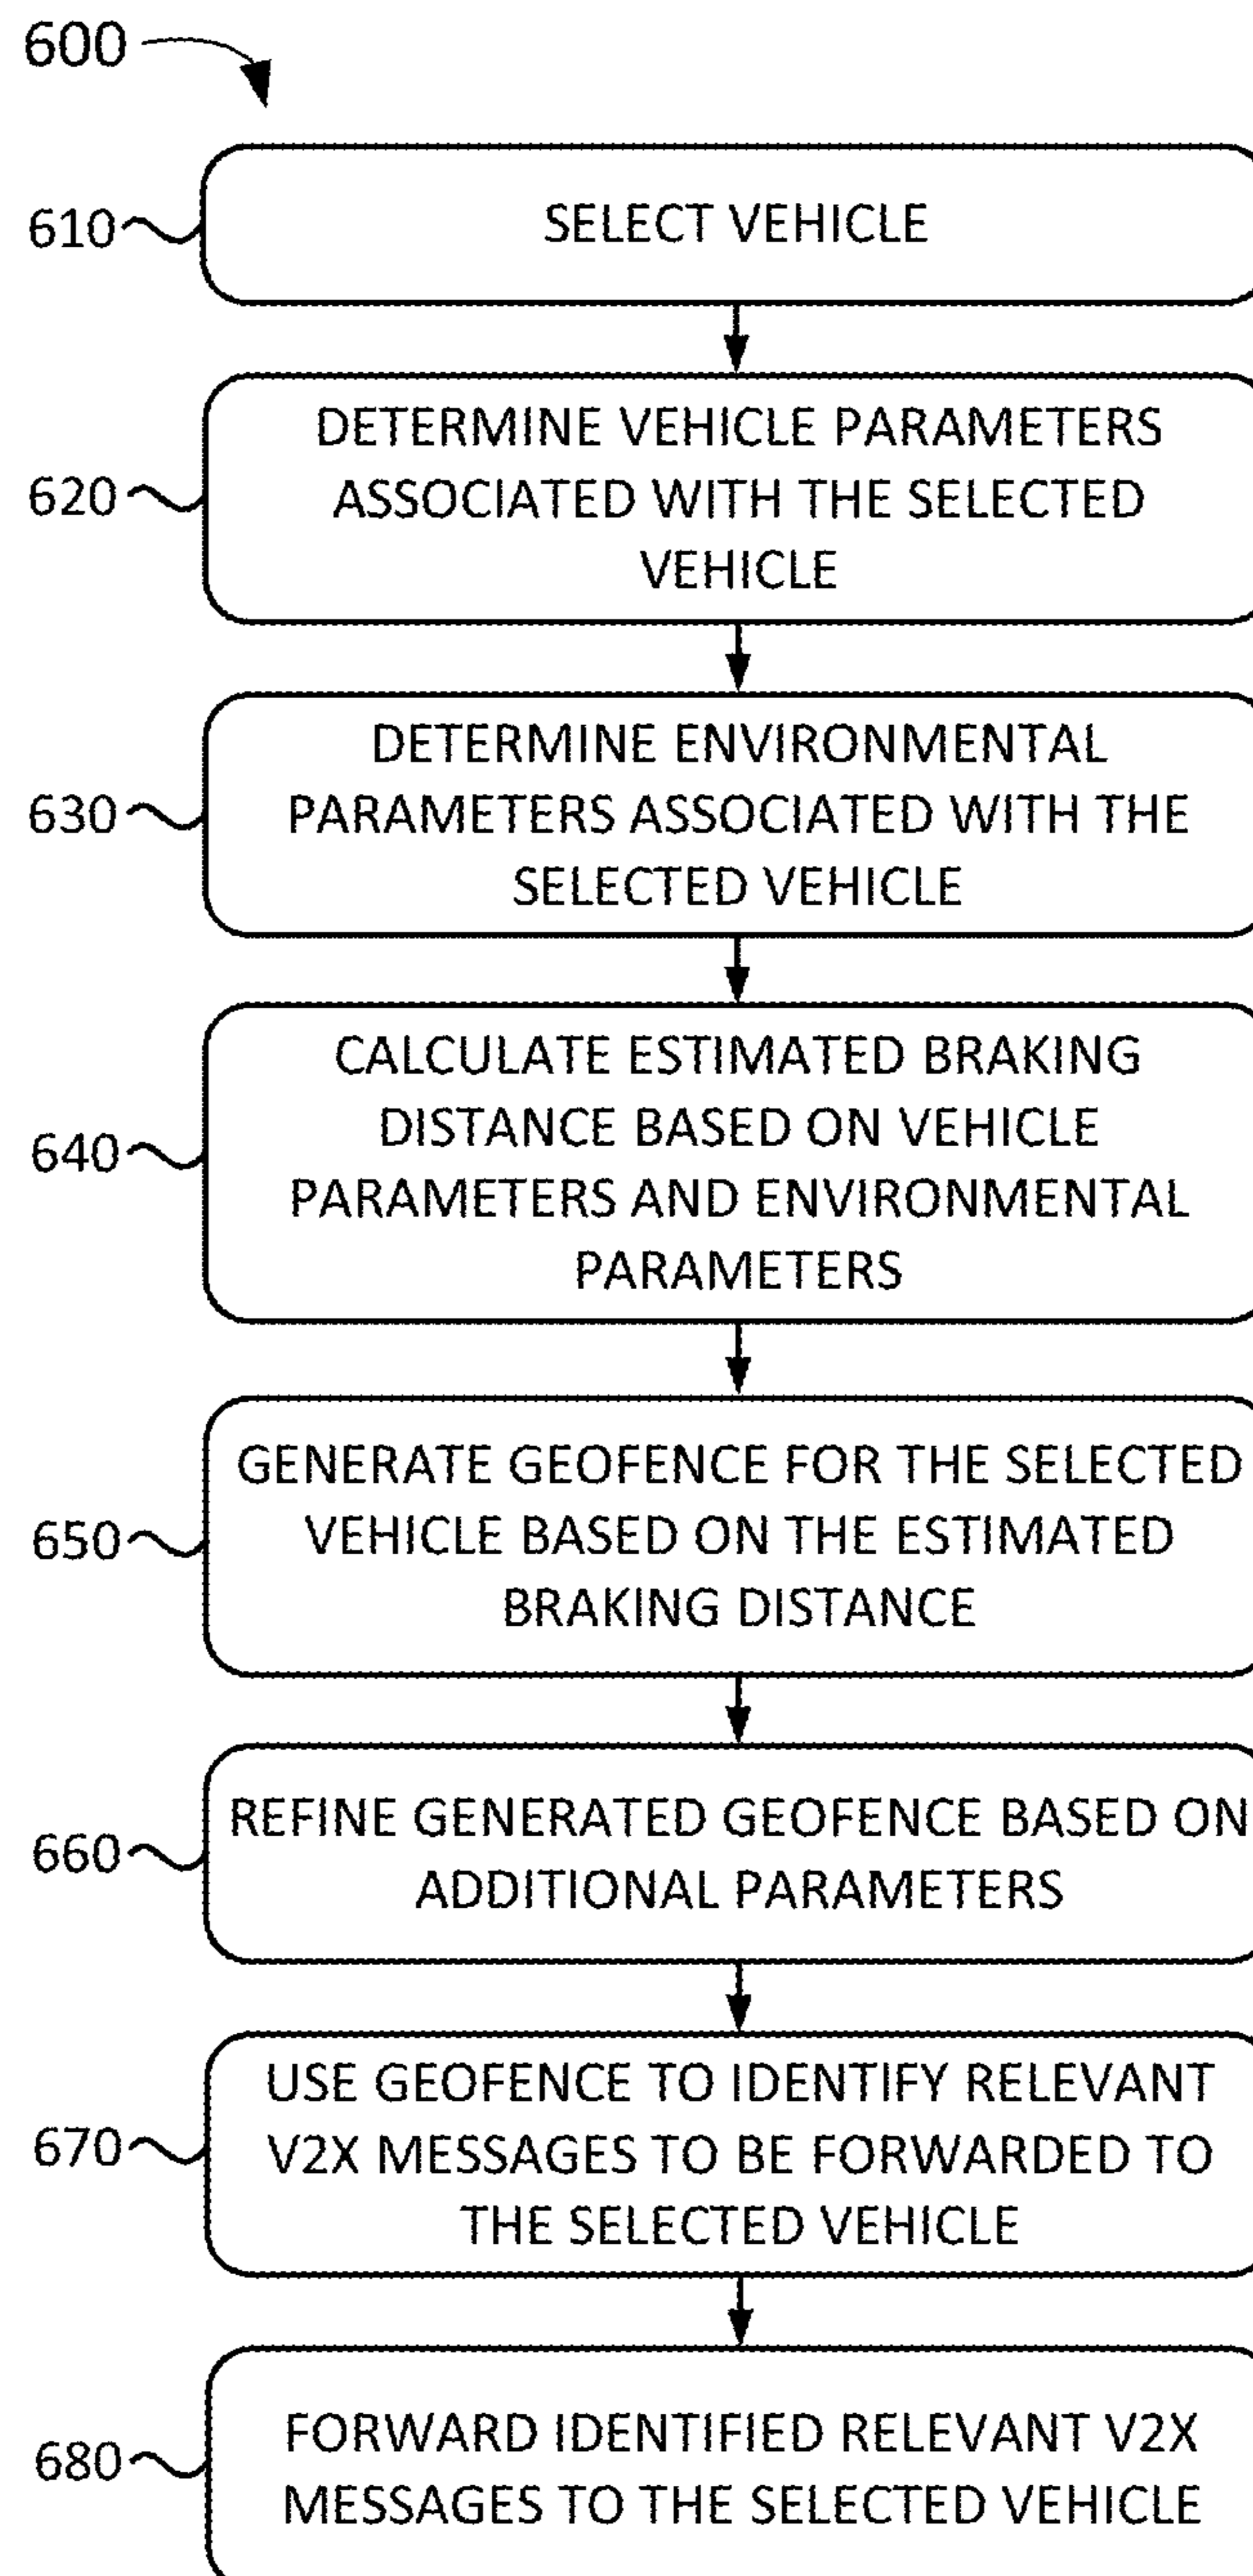 600
610
SELECT VEHICLE
620
DETERMINE VEHICLE PARAMETERS
ASSOCIATED WITH THE SELECTED
VEHICLE
630
DETERMINE ENVIRONMENTAL
PARAMETERS ASSOCIATED WITH THE
SELECTED VEHICLE
640
CALCULATE ESTIMATED BRAKING
DISTANCE BASED ON VEHICLE
PARAMETERS AND ENVIRONMENTAL
PARAMETERS
650
GENERATE GEOFENCE FOR THE SELECTED
VEHICLE BASED ON THE ESTIMATED
BRAKING DISTANCE
660
REFINE GENERATED GEOFENCE BASED ON
ADDITIONAL PARAMETERS
670
USE GEOFENCE TO IDENTIFY RELEVANT
V2X MESSAGES TO BE FORWARDED TO
THE SELECTED VEHICLE
680
FORWARD IDENTIFIED RELEVANT V2X
MESSAGES TO THE SELECTED VEHICLE